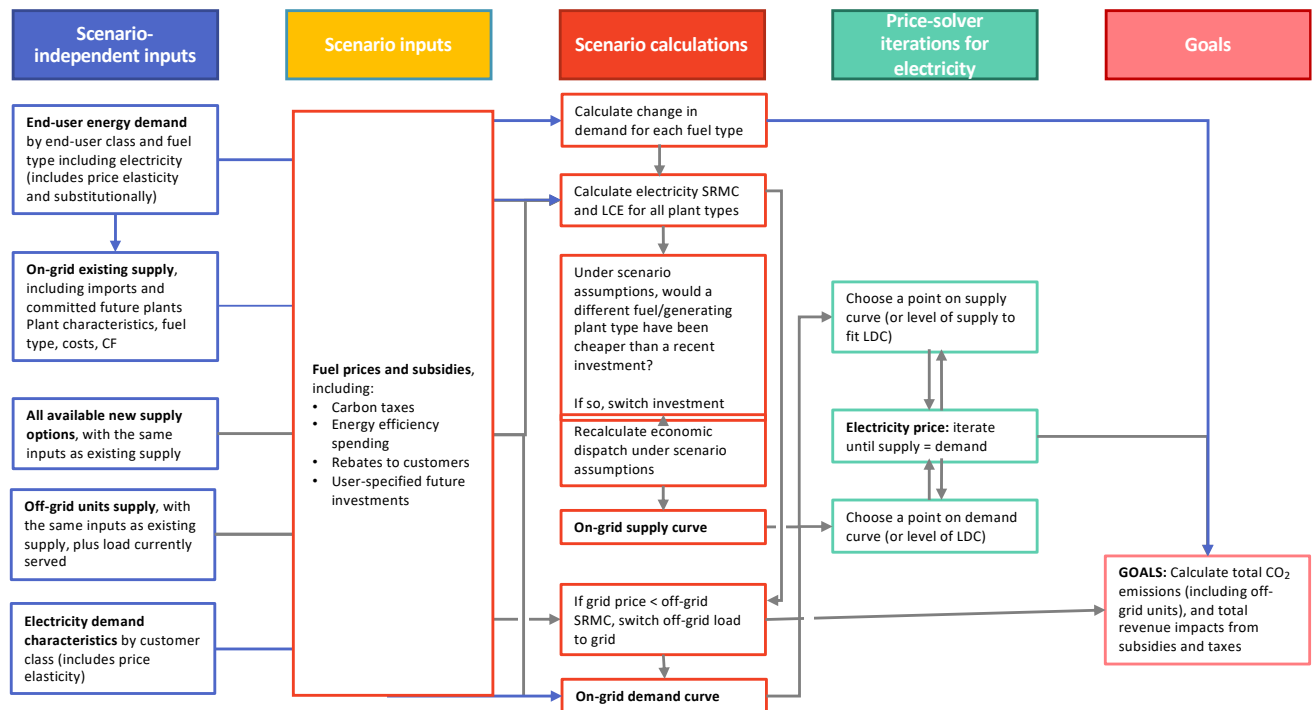 Scenario-
independent inputs
Scenario inputs
Scenario calculations
Price-solver
iterations for
electricity
Goals
End-user energy demand
by end-user class and fuel
type including electricity
(includes price elasticity
and substitutionally)
On-grid existing supply,
including imports and
committed future plants
Plant characteristics, fuel
type, costs, CF
All available new supply
options, with the same
inputs as existing supply
Off-grid units supply, with
the same inputs as existing
supply, plus load currently
served
Electricity demand
characteristics by customer
class (includes price
elasticity)
Fuel prices and subsidies,
including:
• Carbon taxes
• Energy efficiency
spending
• Rebates to customers
• User-specified future
investments
Calculate change in
demand for each fuel type
Calculate electricity SRMC
and LCE for all plant types
Under scenario
assumptions, would a
different fuel/generating
plant type have been
cheaper than a recent
investment?
If so, switch investment
Recalculate economic
dispatch under scenario
assumptions
On-grid supply curve
If grid price < off-grid
SRMC, switch off-grid load
to grid
On-grid demand curve
Choose a point on supply
curve (or level of supply to
fit LDC)
Electricity price: iterate
until supply = demand
Choose a point on demand
curve (or level of LDC)
GOALS: Calculate total CO₂
emissions (including off-
grid units), and total
revenue impacts from
subsidies and taxes